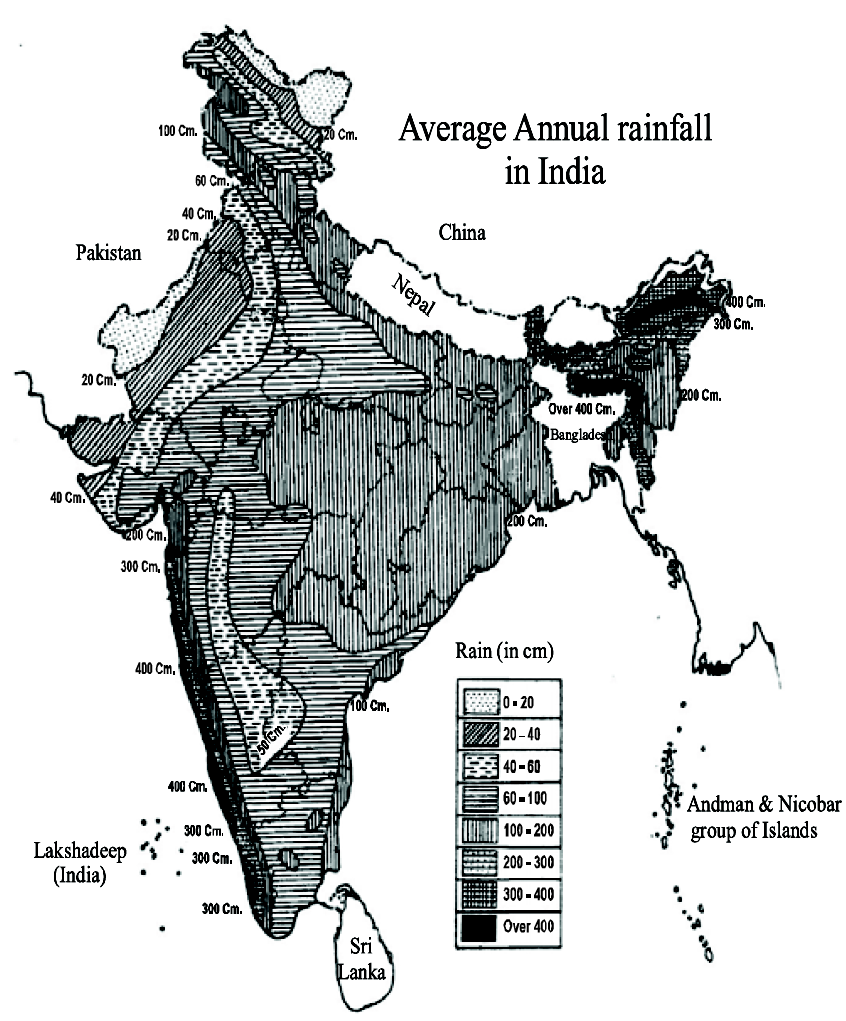 Average Annual rainfall
in India
100 Cm.
20 Cm.
60 Cm.
40 Cm.
20 Cm.
Pakistan
China
Nepal
400 Cm.
300 Cm.
20 Cm.
200 Cm.
Over 400 Cm.
Bangladesh
40 Cm.
200 Cm.
200 Cm.
300 Cm.
400 Cm.
100 Cm.
50 Cm.
400 Cm.
300 Cm.
300 Cm.
300 Cm.
Lakshadeep
(India)
Sri
Lanka
Rain (in cm)
0-20
20-40
40-60
60-100
100-200
200-300
300-400
Over 400
Andman & Nicobar
group of Islands